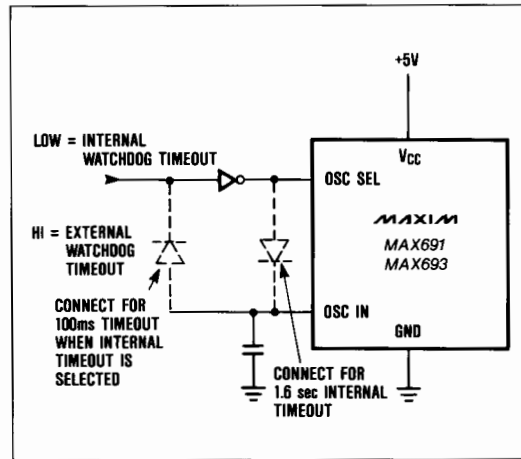 +5V
LOW = INTERNAL
WATCHDOG TIMEOUT
VCC
OSC SEL
MAXIM
MAX691
MAX693
HI = EXTERNAL
WATCHDOG
TIMEOUT
CONNECT FOR
100ms TIMEOUT
WHEN INTERNAL
TIMEOUT IS
SELECTED
OSC IN
GND
CONNECT FOR
1.6 sec INTERNAL
TIMEOUT